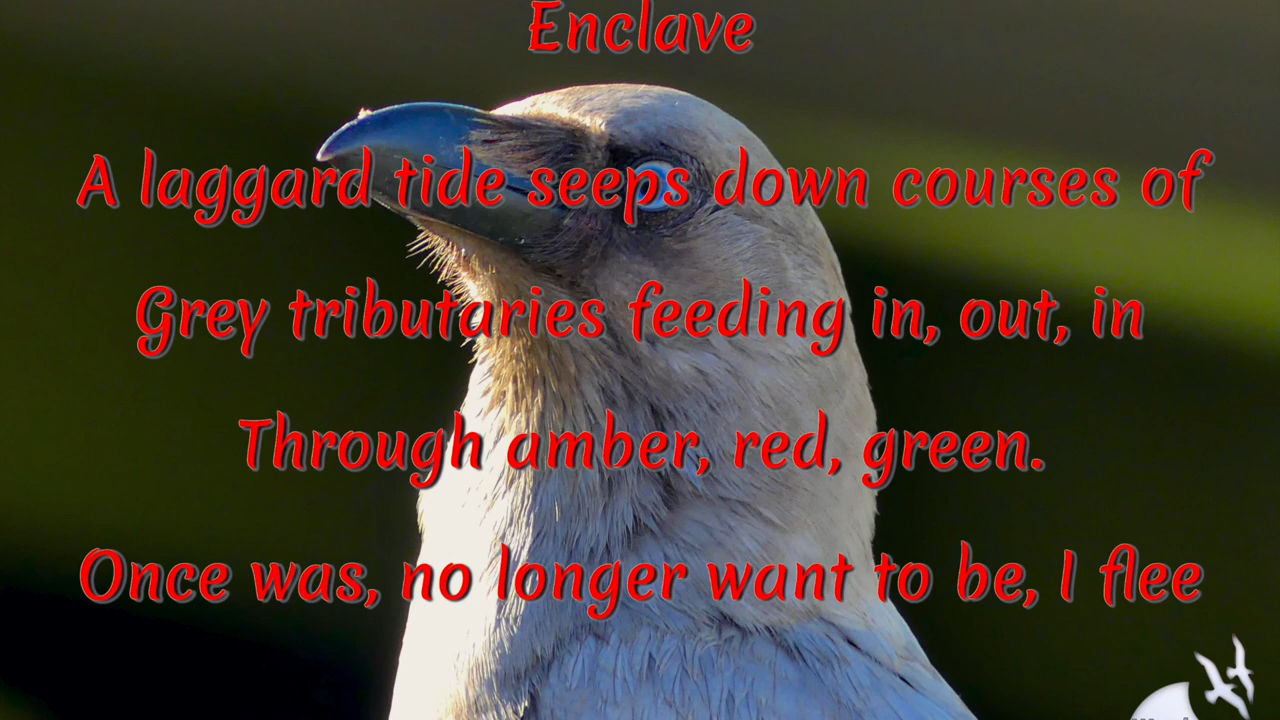 Enclave
A laggard tide seeps down courses of
Grey tributaries feeding in, out, in
Through amber, red, green.
Once was, no longer want to be, I flee